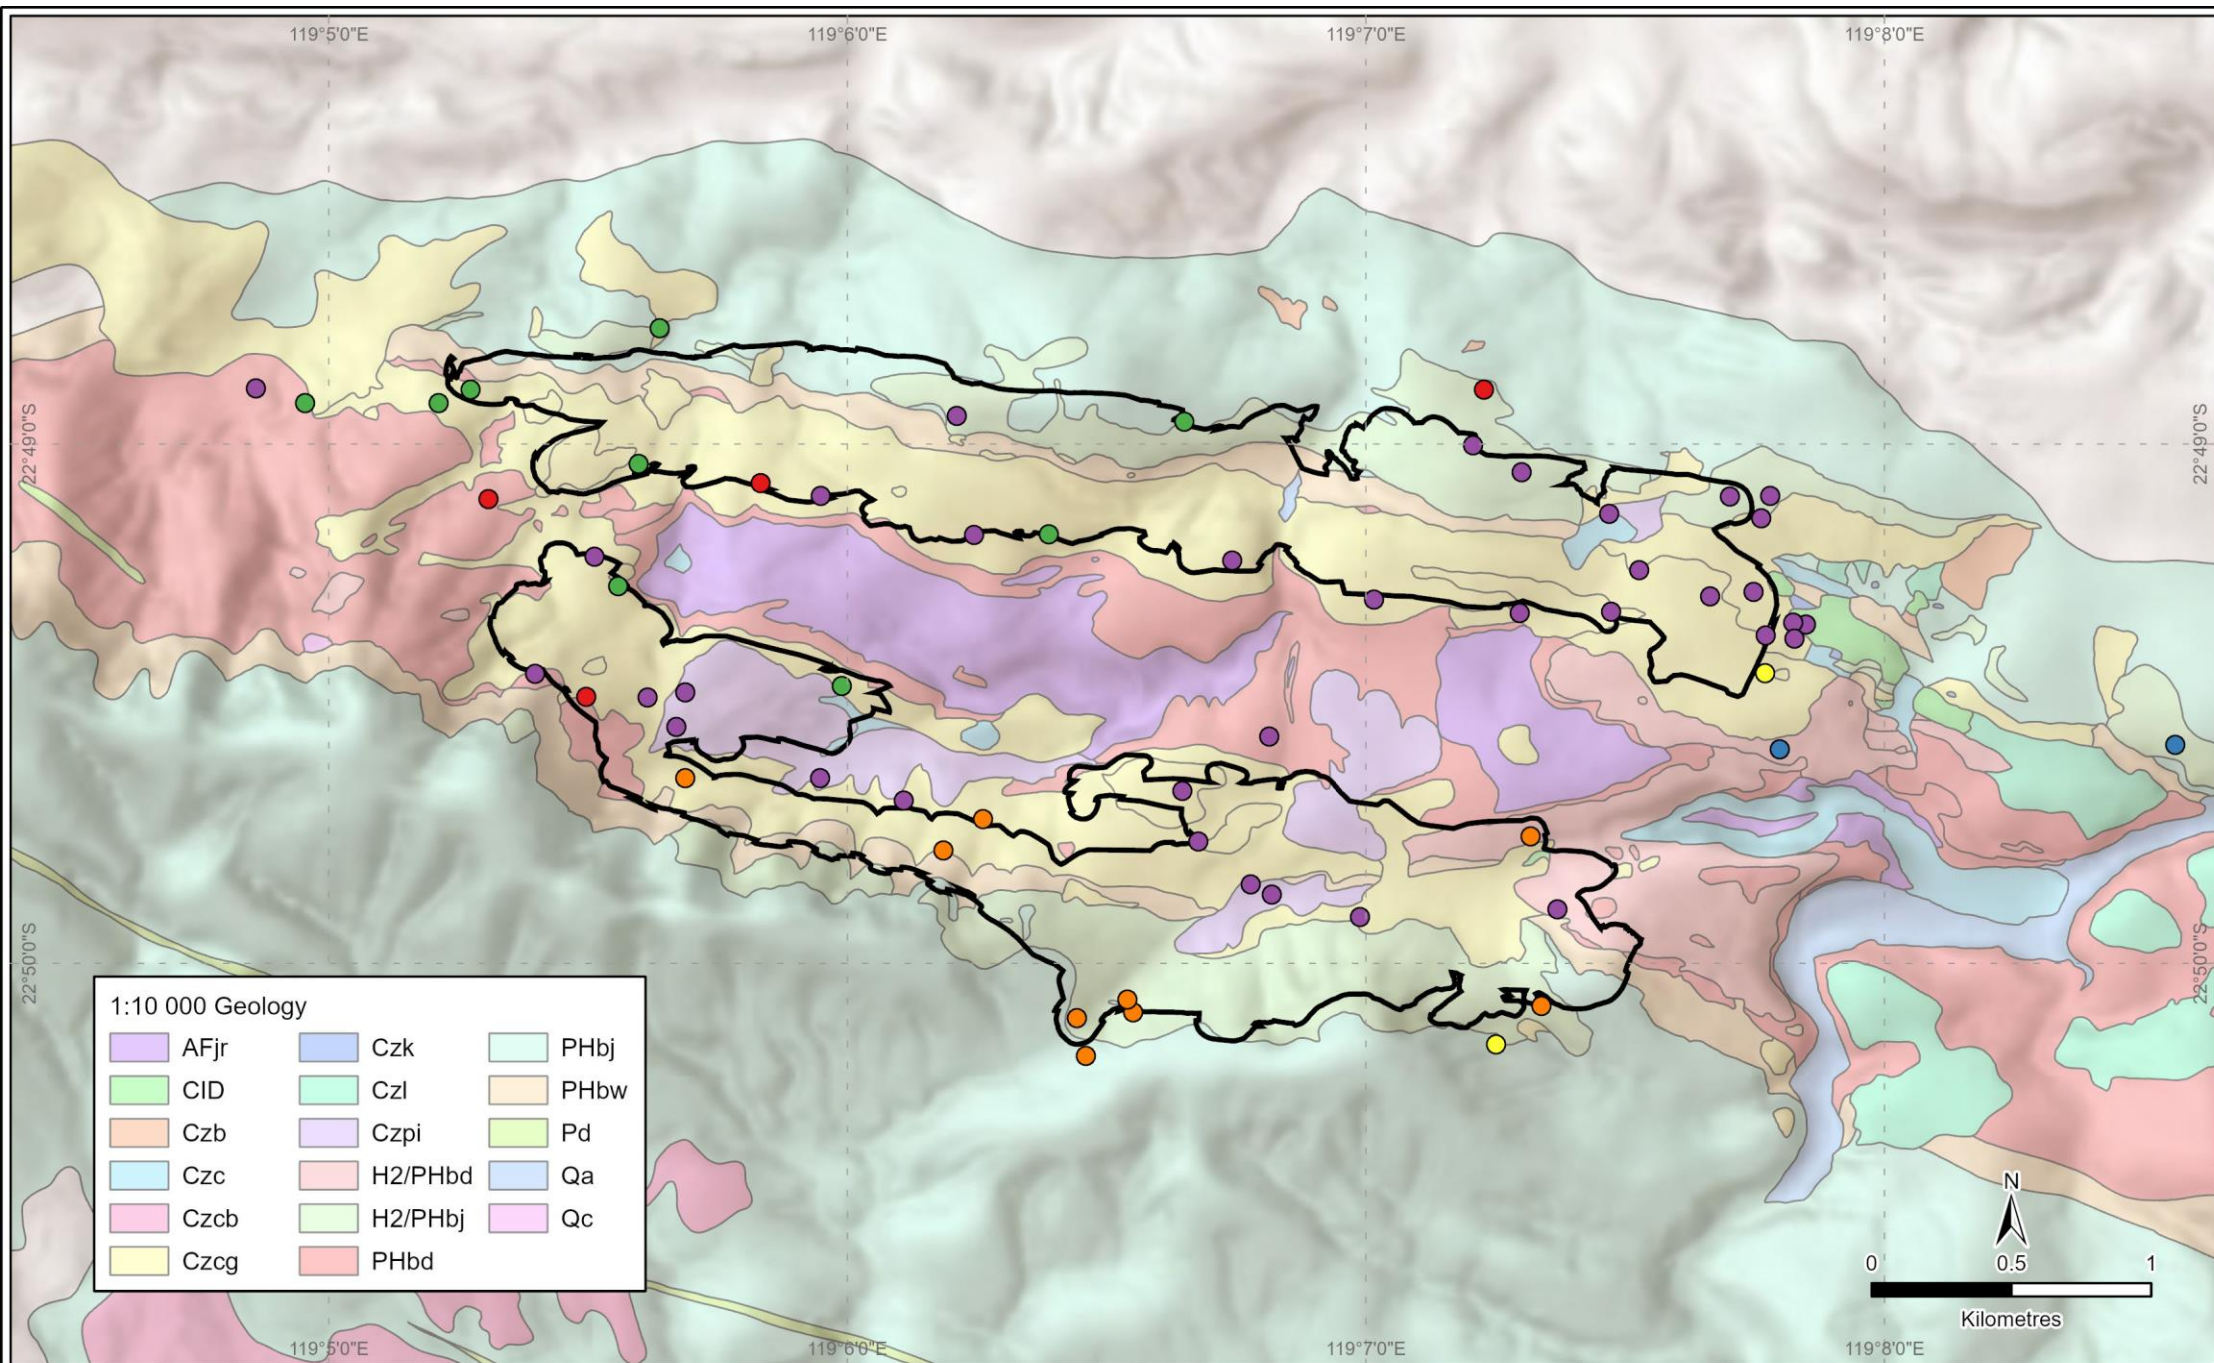 119°5'0"E
119°6'0"E
119°7'0"E
119°8'0"E
22°49'0"S
22°49'0"S
22°50'0"S
22°50'0"S
1:10 000 Geology
AFjr
CID
Czb
Czc
Czcb
Czcg
Czk
Czl
Czpi
H2/PHbd
H2/PHbj
PHbd
PHbj
PHbw
Pd
Qa
Qc
N
0 0.5 1
Kilometres
119°5'0"E
119°6'0"E
119°7'0"E
119°8'0"E